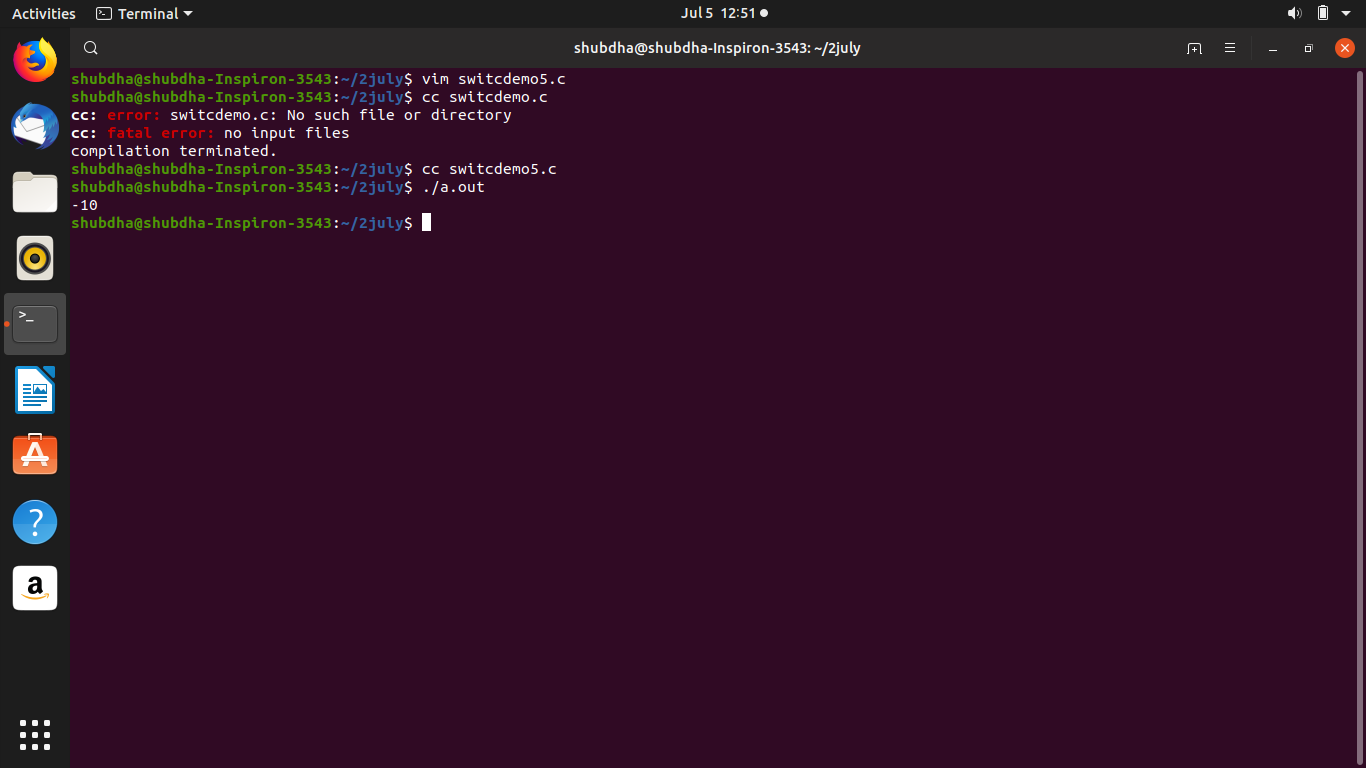 Activities
Terminal
Jul 5 12:51
shubdha@shubdha-Inspiron-3543: ~/2july
shubdha@shubdha-Inspiron-3543:~/2july$ vim switcdemo5.c
shubdha@shubdha-Inspiron-3543:~/2july$ cc switcdemo.c
cc: error: switcdemo.c: No such file or directory
cc: fatal error: no input files
compilation terminated.
shubdha@shubdha-Inspiron-3543:~/2july$ cc switcdemo5.c
shubdha@shubdha-Inspiron-3543:~/2july$ ./a.out
-10
shubdha@shubdha-Inspiron-3543:~/2july$